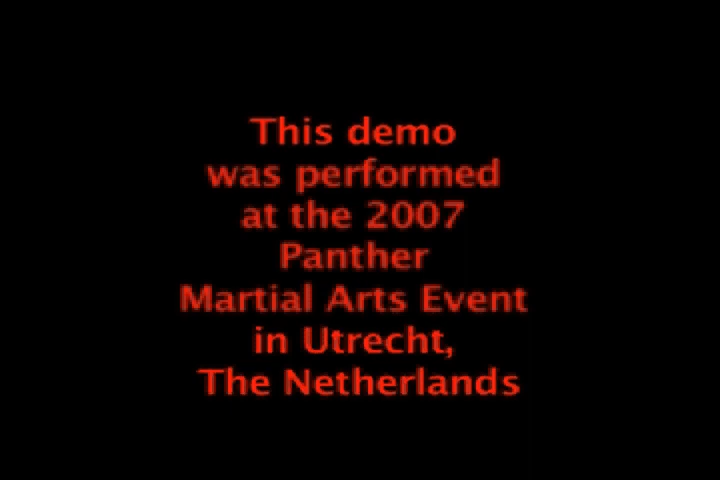 This demo
was performed
at the 2007
Panther
Martial Arts Event
in Utrecht,
The Netherlands